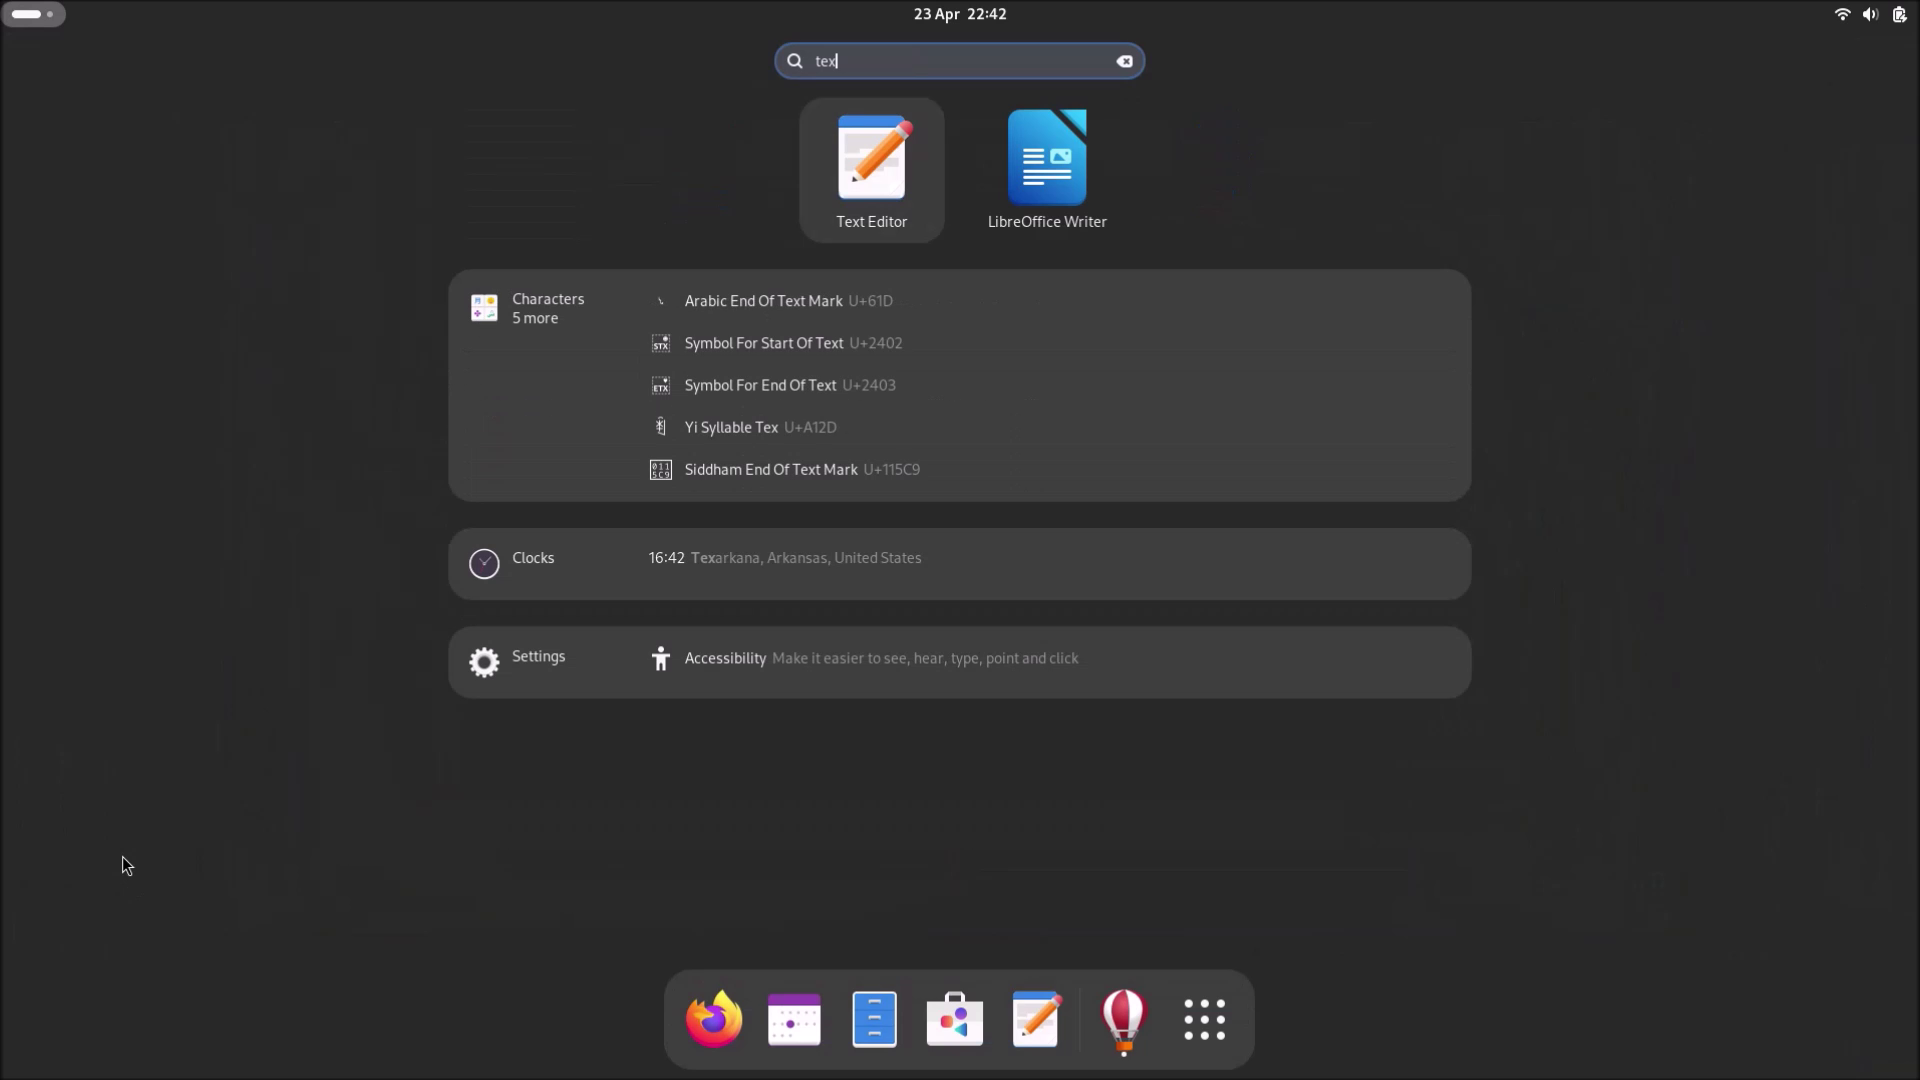 23 Apr 22:42
tex
Text Editor
LibreOffice Writer
Characters
5 more
Arabic End Of Text Mark U+61D
STX Symbol For Start Of Text U+2402
ETX Symbol For End Of Text U+2403
Yi Syllable Tex U+A12D
0115C9 Siddham End Of Text Mark U+115C9
Clocks
16:42 Texarkana, Arkansas, United States
Settings
Accessibility Make it easier to see, hear, type, point and click